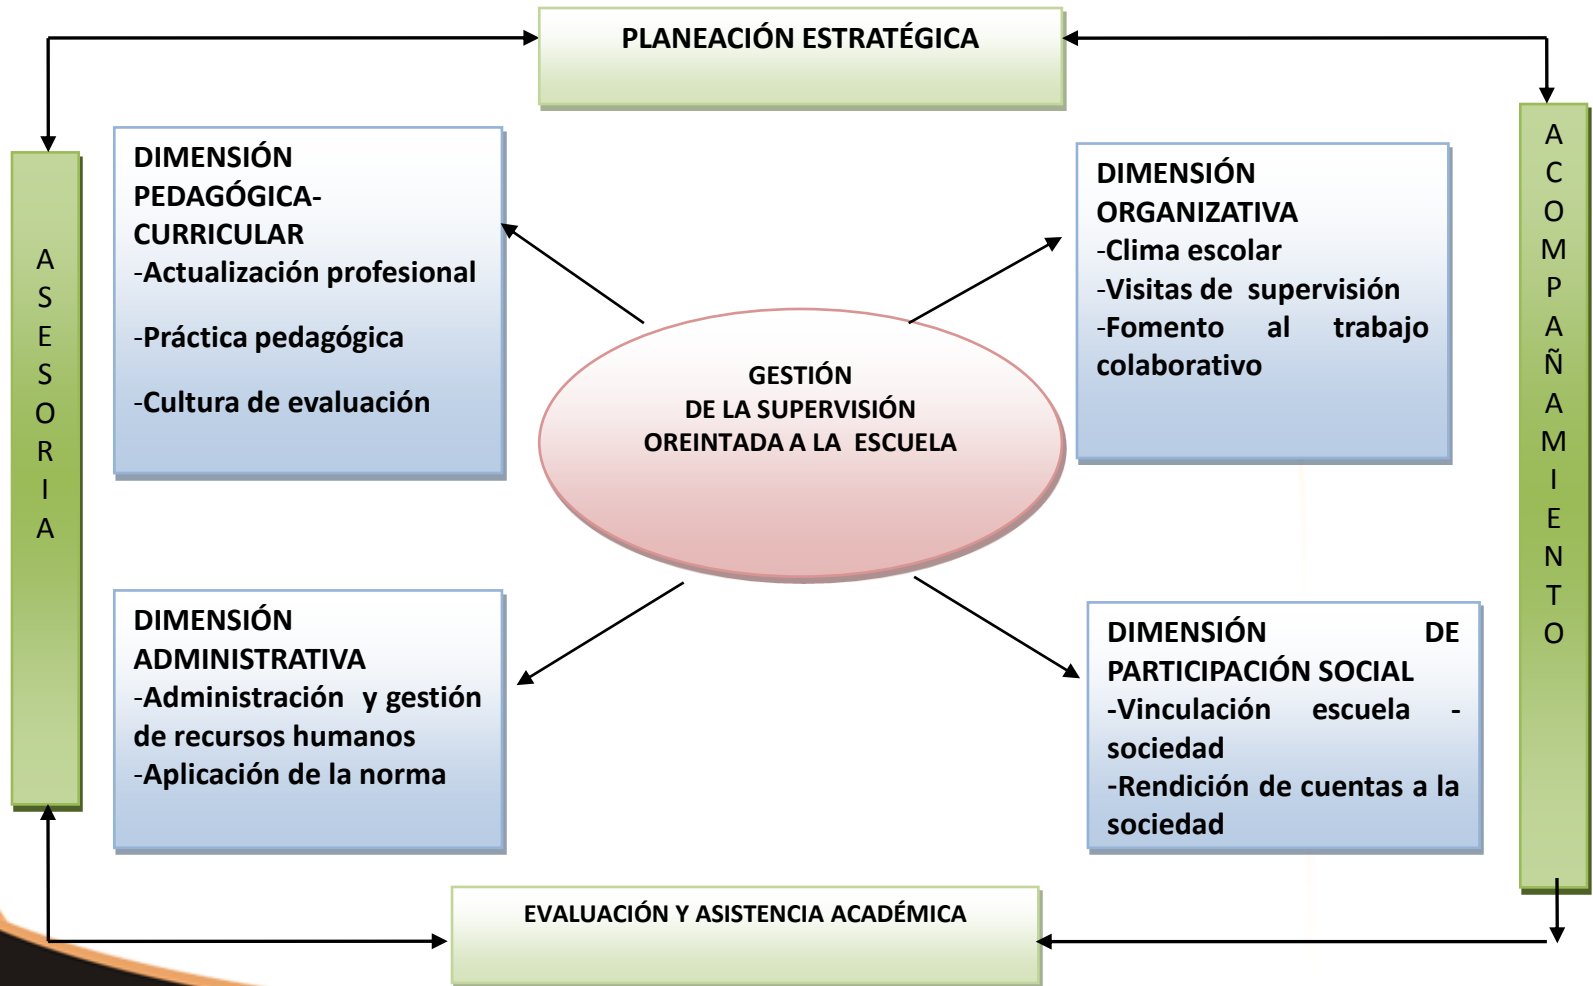 PLANEACIÓN ESTRATÉGICA
ASESORIA
DIMENSIÓN
PEDAGÓGICA-
CURRICULAR
-Actualización profesional
-Práctica pedagógica
-Cultura de evaluación
DIMENSIÓN
ORGANIZATIVA
-Clima escolar
-Visitas de supervisión
-Fomento al trabajo
colaborativo
ACOMPAÑAMIENTO
GESTIÓN
DE LA SUPERVISIÓN
OREINTADA A LA ESCUELA
DIMENSIÓN
ADMINISTRATIVA
-Administración y gestión
de recursos humanos
-Aplicación de la norma
DIMENSIÓN DE
PARTICIPACIÓN SOCIAL
-Vinculación escuela -
sociedad
-Rendición de cuentas a la
sociedad
EVALUACIÓN Y ASISTENCIA ACADÉMICA